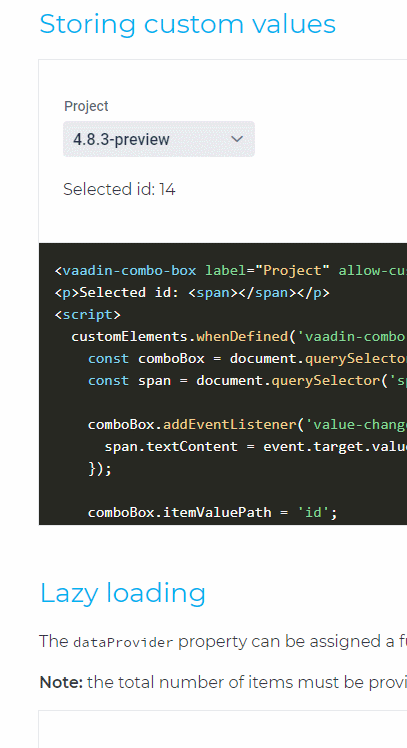 Storing custom values
Project
4.8.3-preview
Selected id: 14
<vaadin-combo-box label="Project" allow-cu
<p>Selected id: <span></span></p>
<script>
customElements.whenDefined('vaadin-combo
const comboBox = document.querySelecto
const span = document.querySelector('s
comboBox.addEventListener('value-chang
span.textContent = event.target.valu
});
comboBox.itemValuePath = 'id';
Lazy loading
The dataProvider property can be assigned a f
Note: the total number of items must be provi